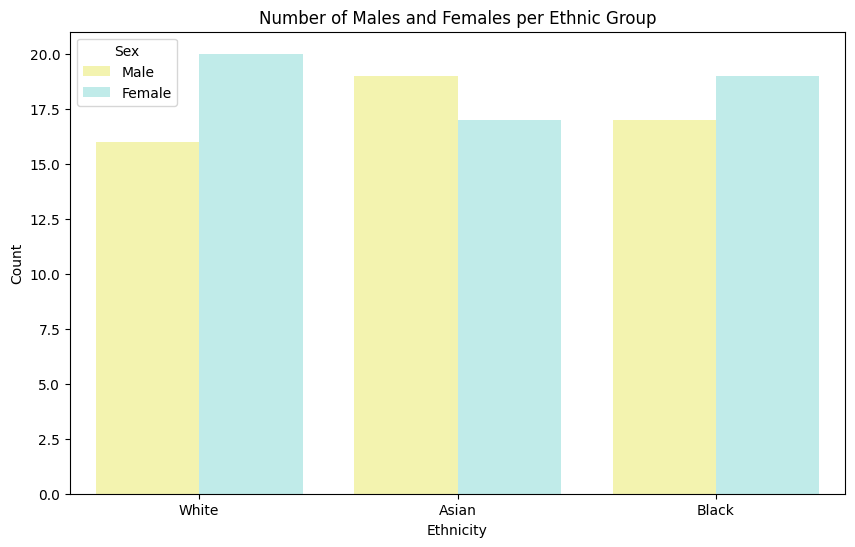 Number of Males and Females per Ethnic Group
Sex
Male
Female
20.0
17.5
15.0
12.5
10.0
7.5
5.0
2.5
0.0
Count
White
Asian
Black
Ethnicity